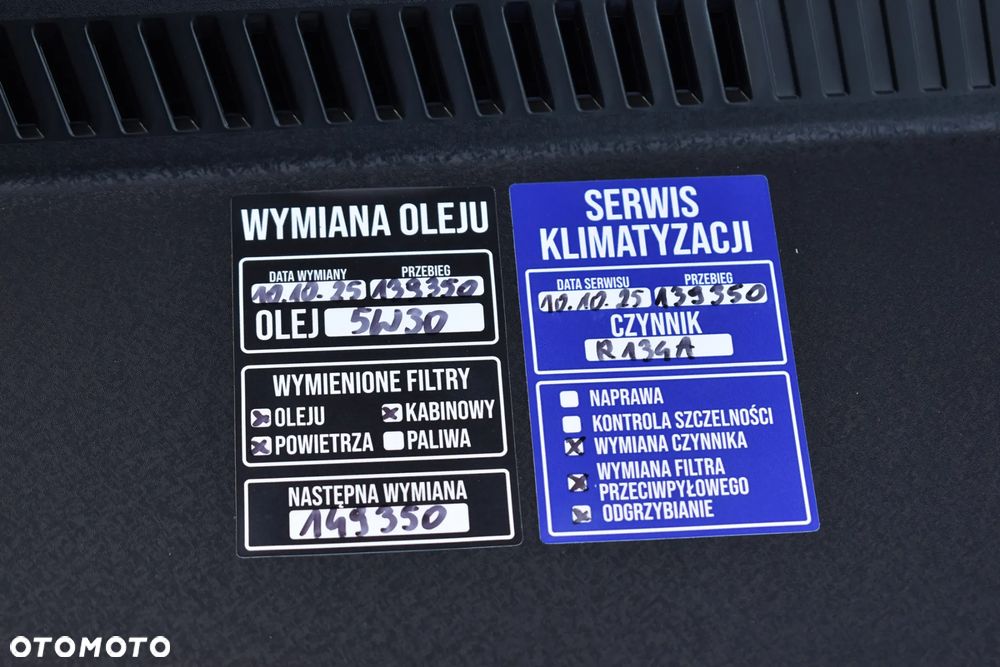 WYMIANA OLEJU
DATA WYMIANY PRZEBIEG
10.10.25 139350
OLEJ 5W30
WYMIENIONE FILTRY
OLEJU KABINOWY
POWIETRZA PALIWA
NASTĘPNA WYMIANA
149350
SERWIS
KLIMATYZACJI
DATA SERWISU PRZEBIEG
10.10.25 139350
CZYNNIK
R134A
NAPRAWA
KONTROLA SZCZELNOŚCI
WYMIANA CZYNNIKA
WYMIANA FILTRA
PRZECIWPYŁOWEGO
ODGRZYBIANIE
OTOMOTO